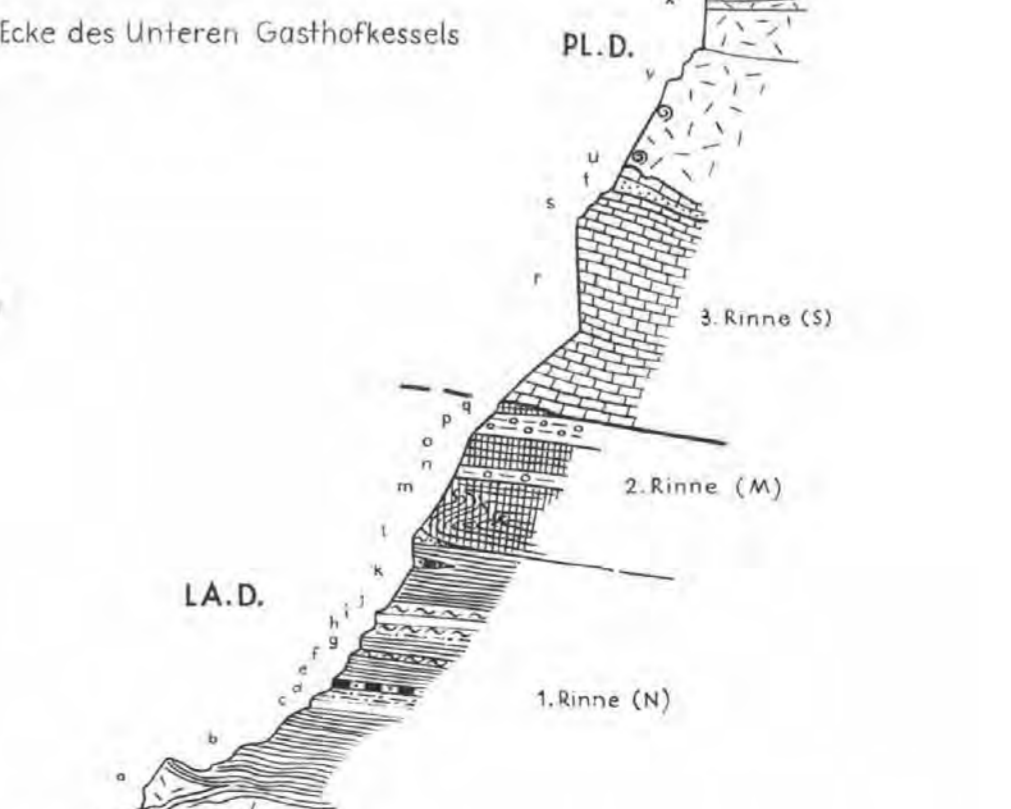 x
Ecke des Unteren Gasthofkessels
PL.D.
v
u
t
s
r
3. Rinne (S)
q
p
o
n
m
2. Rinne (M)
l
k
LA.D.
j
i
h
g
f
e
d
c
1. Rinne (N)
b
a